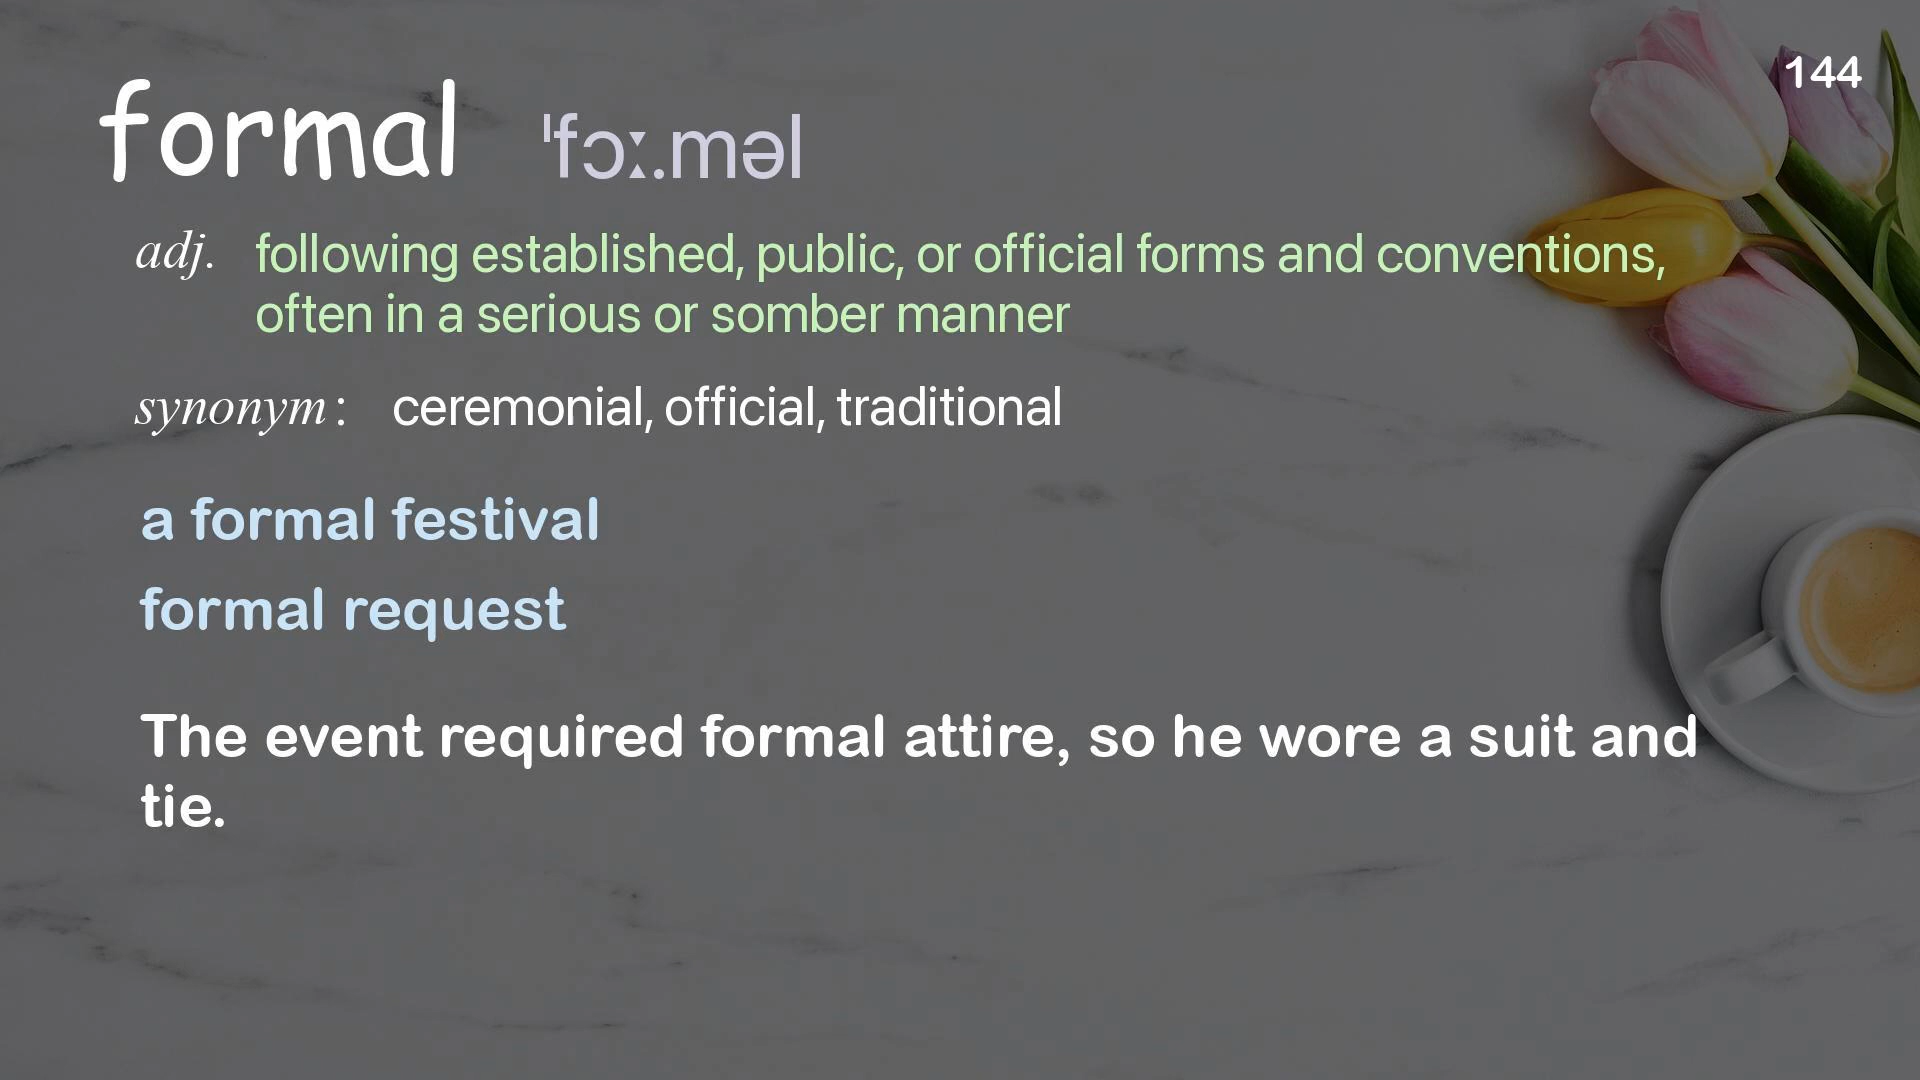 144
formal ˈfɔː.məl
adj. following established, public, or official forms and conventions,
often in a serious or somber manner
synonym : ceremonial, official, traditional
a formal festival
formal request
The event required formal attire, so he wore a suit and
tie.